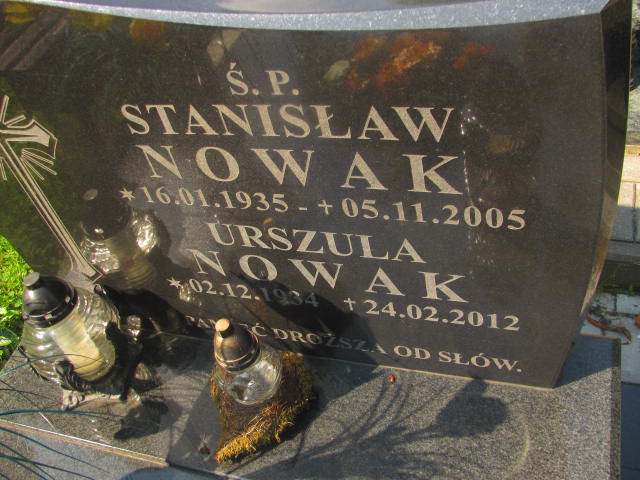 Ś. P.
STANISŁAW
NOWAK
* 16.01.1935 - + 05.11.2005
URSZULA
NOWAK
* 02.12.1934 + 24.02.2012
PAMIĘĆ DROŻSZA OD SŁÓW.